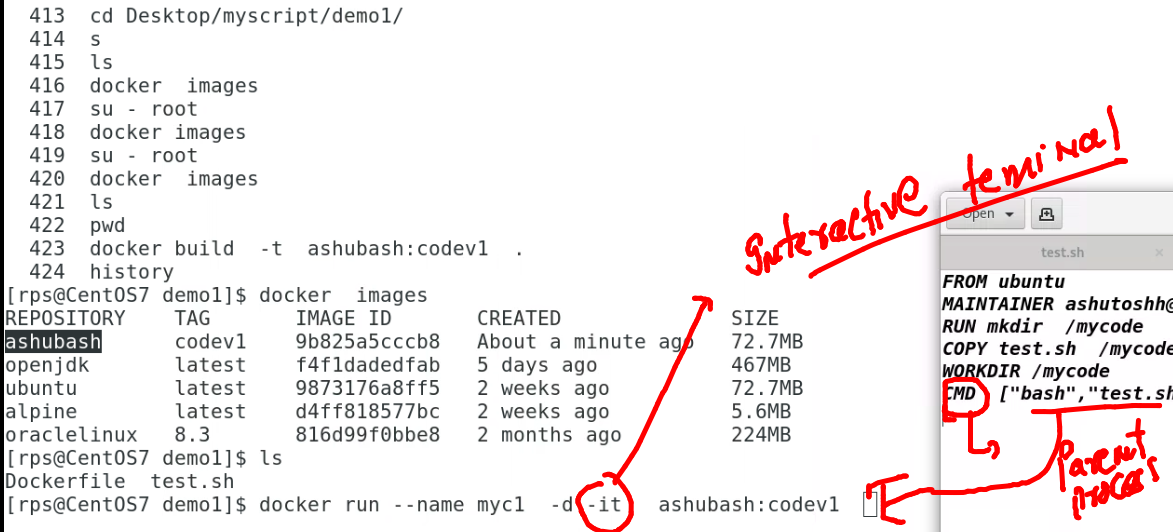 413  cd Desktop/myscript/demo1/
414  s
415  ls
416  docker  images
417  su - root
418  docker images
419  su - root
420  docker  images
421  ls
422  pwd
423  docker build  -t  ashubash:codev1  .
424  history
[rps@CentOS7 demo1]$ docker  images
REPOSITORY    TAG       IMAGE ID       CREATED              SIZE
ashubash      codev1    9b825a5cccb8   About a minute ago   72.7MB
openjdk       latest    f4f1dadedfab   5 days ago           467MB
ubuntu        latest    9873176a8ff5   2 weeks ago          72.7MB
alpine        latest    d4ff818577bc   2 weeks ago          5.6MB
oraclelinux   8.3       816d99f0bbe8   2 months ago         224MB
[rps@CentOS7 demo1]$ ls
Dockerfile  test.sh
[rps@CentOS7 demo1]$ docker run --name myc1  -d -it   ashubash:codev1
Interactive teminal
Open
test.sh
FROM ubuntu
MAINTAINER ashutoshh@
RUN mkdir  /mycode
COPY test.sh  /mycode
WORKDIR /mycode
CMD  ["bash","test.sh
Parent
process